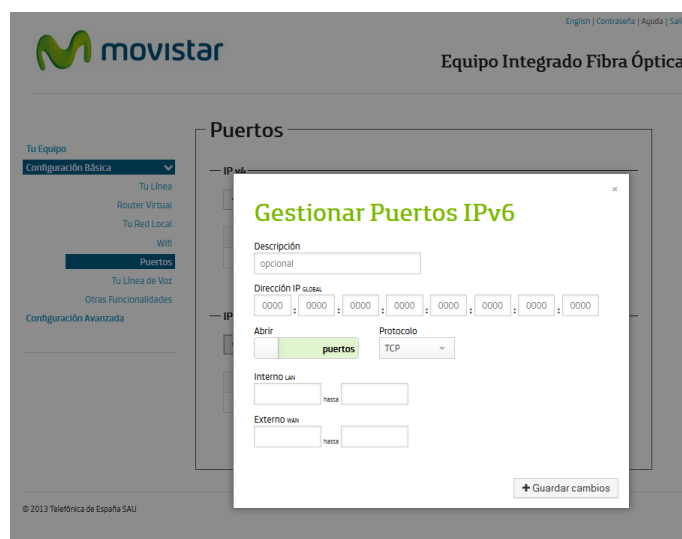 English | Contraseña | Ayuda | Sali
movistar
Equipo Integrado Fibra Óptica
Puertos
Tu Equipo
Configuración Básica
Tu Línea
Router Virtual
Tu Red Local
Wifi
Puertos
Tu Línea de Voz
Otras Funcionalidades
Configuración Avanzada
IPv4
IP
×
Gestionar Puertos IPv6
Descripción
opcional
Dirección IP GLOBAL
0000 : 0000 : 0000 : 0000 : 0000 : 0000 : 0000 : 0000
Abrir Protocolo
puertos TCP
Interno LAN
hasta
Externo WAN
hasta
+ Guardar cambios
© 2013 Telefónica de España SAU